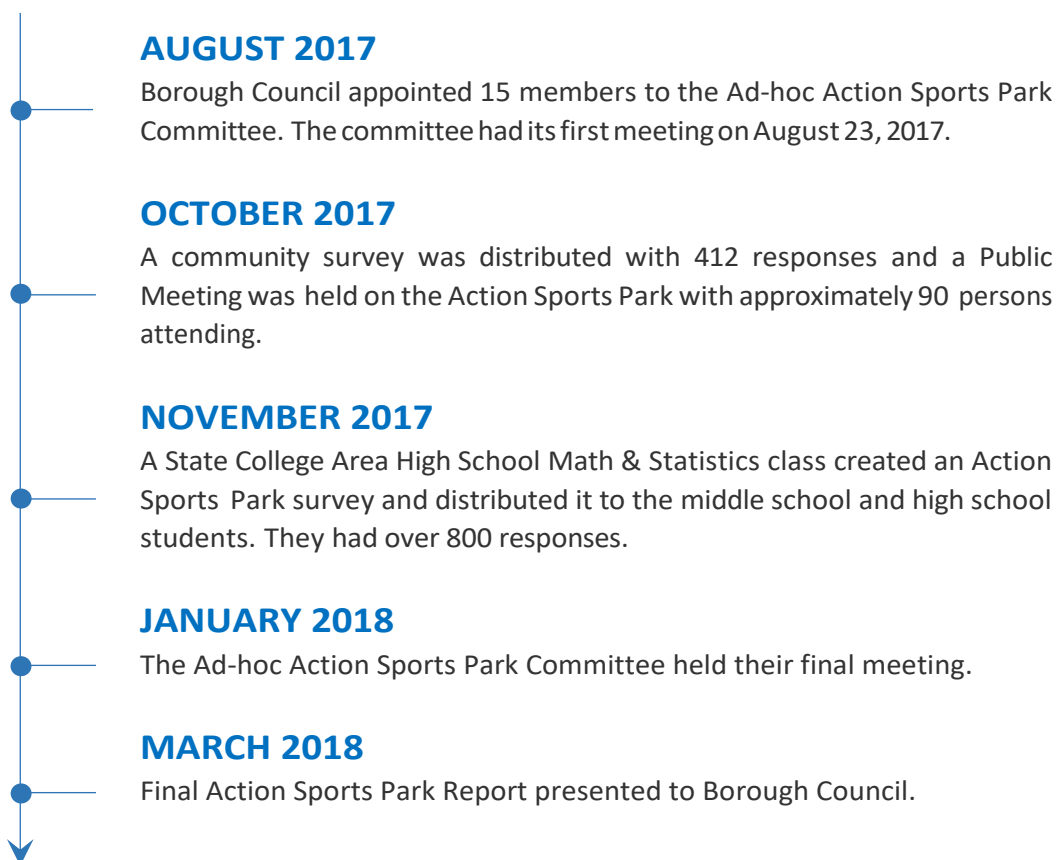 AUGUST 2017
Borough Council appointed 15 members to the Ad-hoc Action Sports Park
Committee. The committee had its first meeting on August 23, 2017.
OCTOBER 2017
A community survey was distributed with 412 responses and a Public
Meeting was held on the Action Sports Park with approximately 90 persons
attending.
NOVEMBER 2017
A State College Area High School Math & Statistics class created an Action
Sports Park survey and distributed it to the middle school and high school
students. They had over 800 responses.
JANUARY 2018
The Ad-hoc Action Sports Park Committee held their final meeting.
MARCH 2018
Final Action Sports Park Report presented to Borough Council.